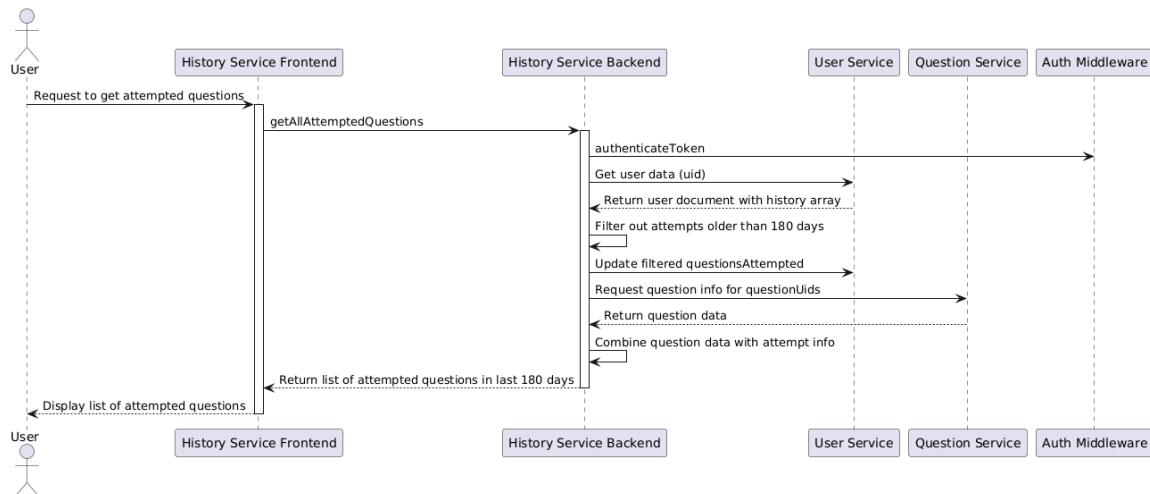 User
History Service Frontend
History Service Backend
User Service
Question Service
Auth Middleware
Request to get attempted questions
getAllAttemptedQuestions
authenticateToken
Get user data (uid)
Return user document with history array
Filter out attempts older than 180 days
Update filtered questionsAttempted
Request question info for questionUids
Return question data
Combine question data with attempt info
Return list of attempted questions in last 180 days
Display list of attempted questions
User
History Service Frontend
History Service Backend
User Service
Question Service
Auth Middleware